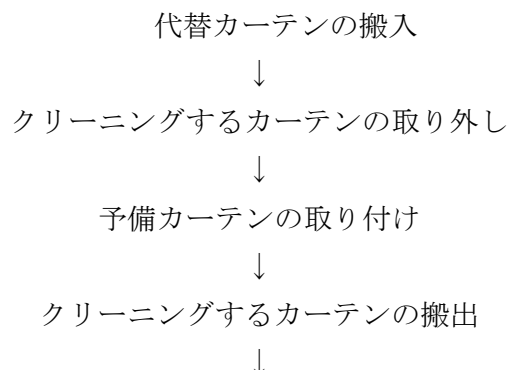 代替カーテンの搬入
↓
クリーニングするカーテンの取り外し
↓
予備カーテンの取り付け
↓
クリーニングするカーテンの搬出
↓